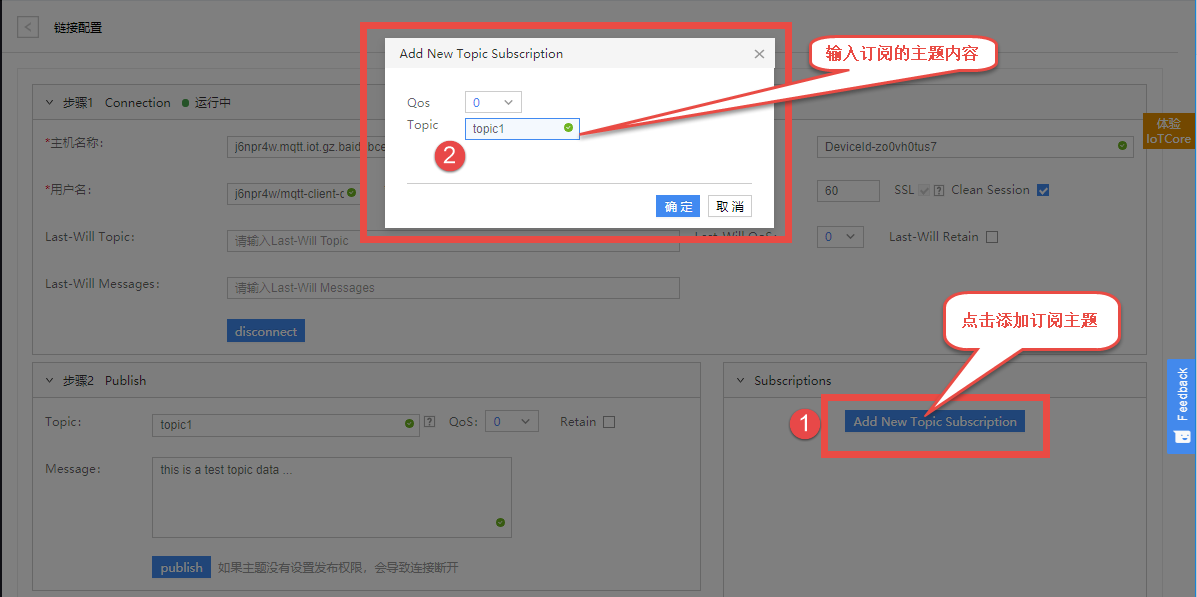 链接配置
Add New Topic Subscription
输入订阅的主题内容
Qos
0
Topic
topic1
2
确定
取消
步骤1 Connection 运行中
体验
IoTCore
*主机名称:
j6npr4w.mqtt.iot.gz.baid
bce
DeviceId-zo0vh0tus7
*用户名:
j6npr4w/mqtt-client-c
60
SSL ? Clean Session
Last-Will Topic:
请输入Last-Will Topic
Last-Will QoS:
0
Last-Will Retain
Last-Will Messages:
请输入Last-Will Messages
disconnect
点击添加订阅主题
步骤2 Publish
Subscriptions
Feedback
Topic:
topic1
?
QoS:
0
Retain
1
Add New Topic Subscription
Message:
this is a test topic data ...
publish
如果主题没有设置发布权限，会导致连接断开